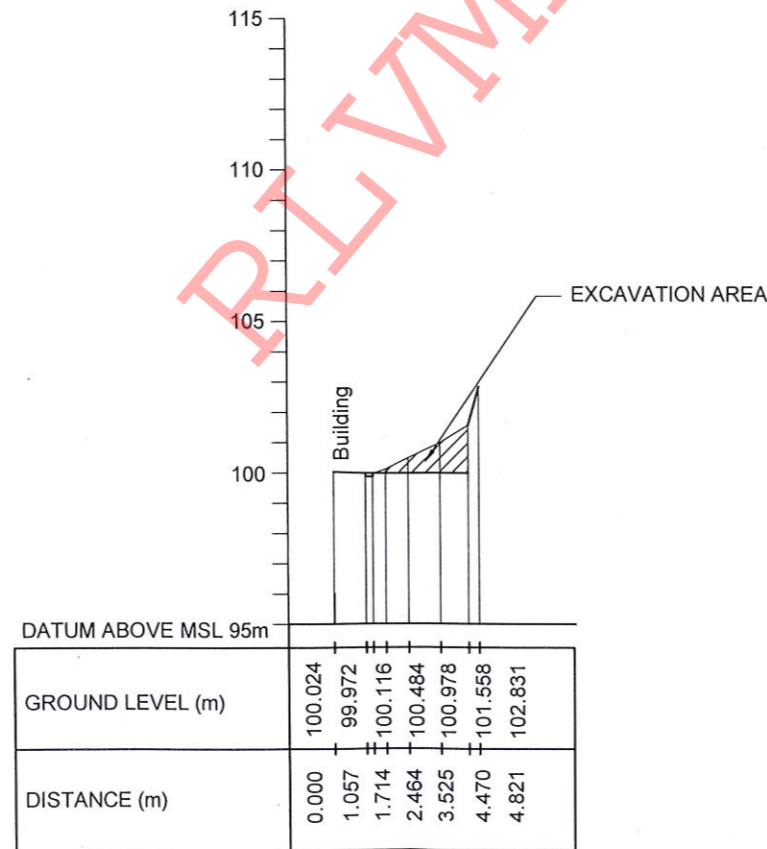 115
110
105
100
EXCAVATION AREA
Building
RLVM
DATUM ABOVE MSL 95m
GROUND LEVEL (m) 100.024 99.972 100.116 100.484 100.978 101.558 102.831
DISTANCE (m) 0.000 1.057 1.714 2.464 3.525 4.470 4.821